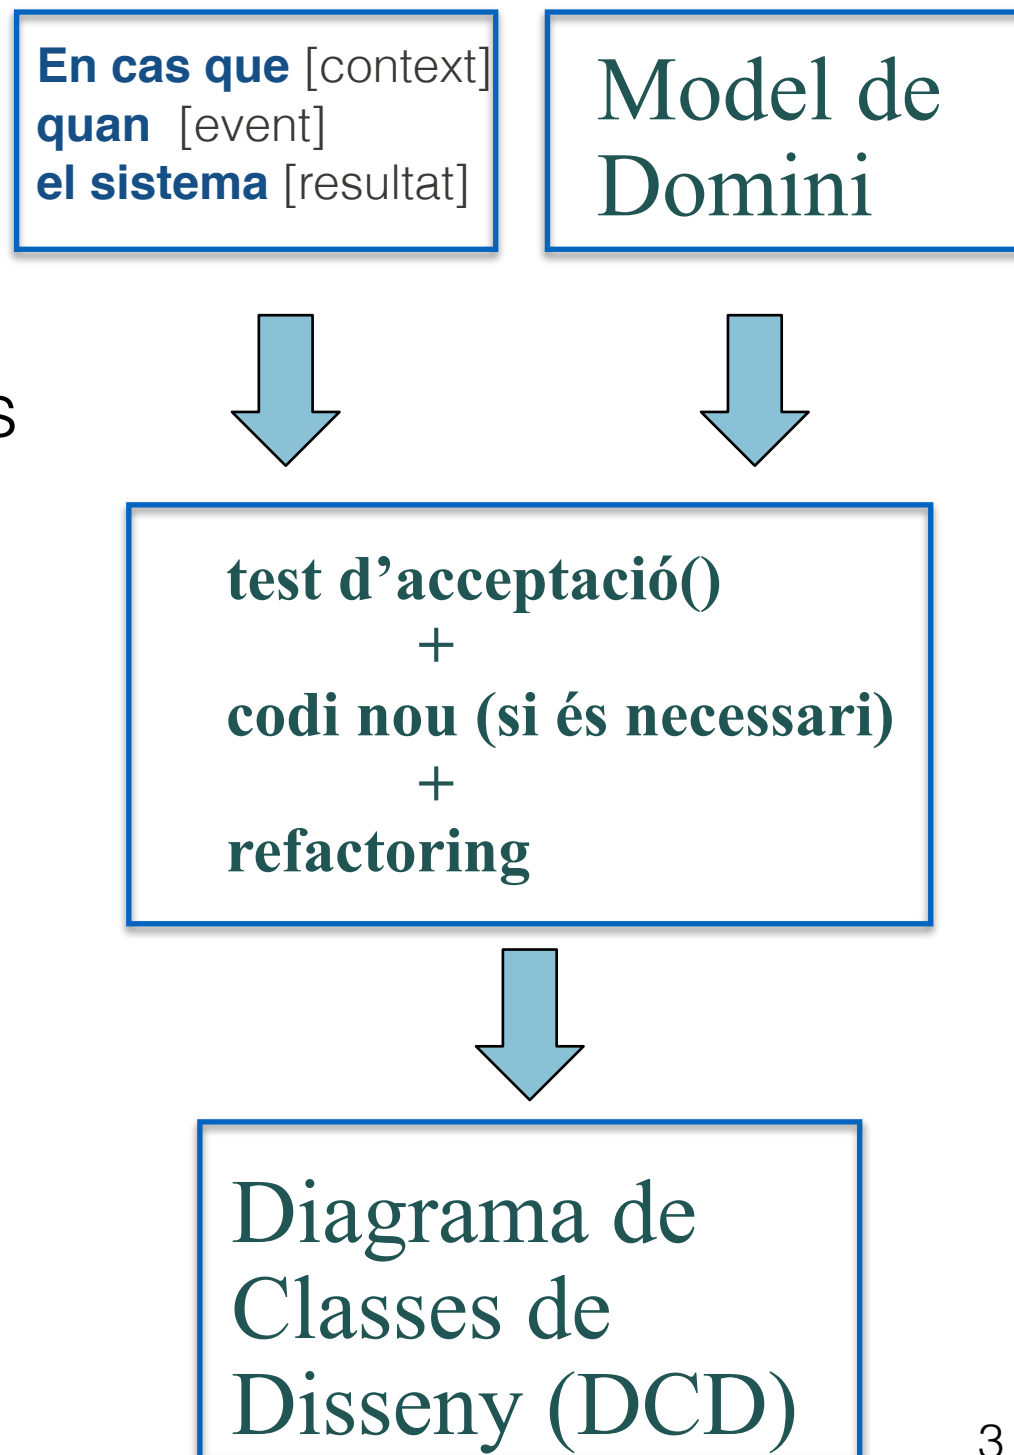 En cas que [context]
quan [event]
el sistema [resultat]
Model de
Domini
s
test d’acceptació()
+
codi nou (si és necessari)
+
refactoring
Diagrama de
Classes de
Disseny (DCD)
3